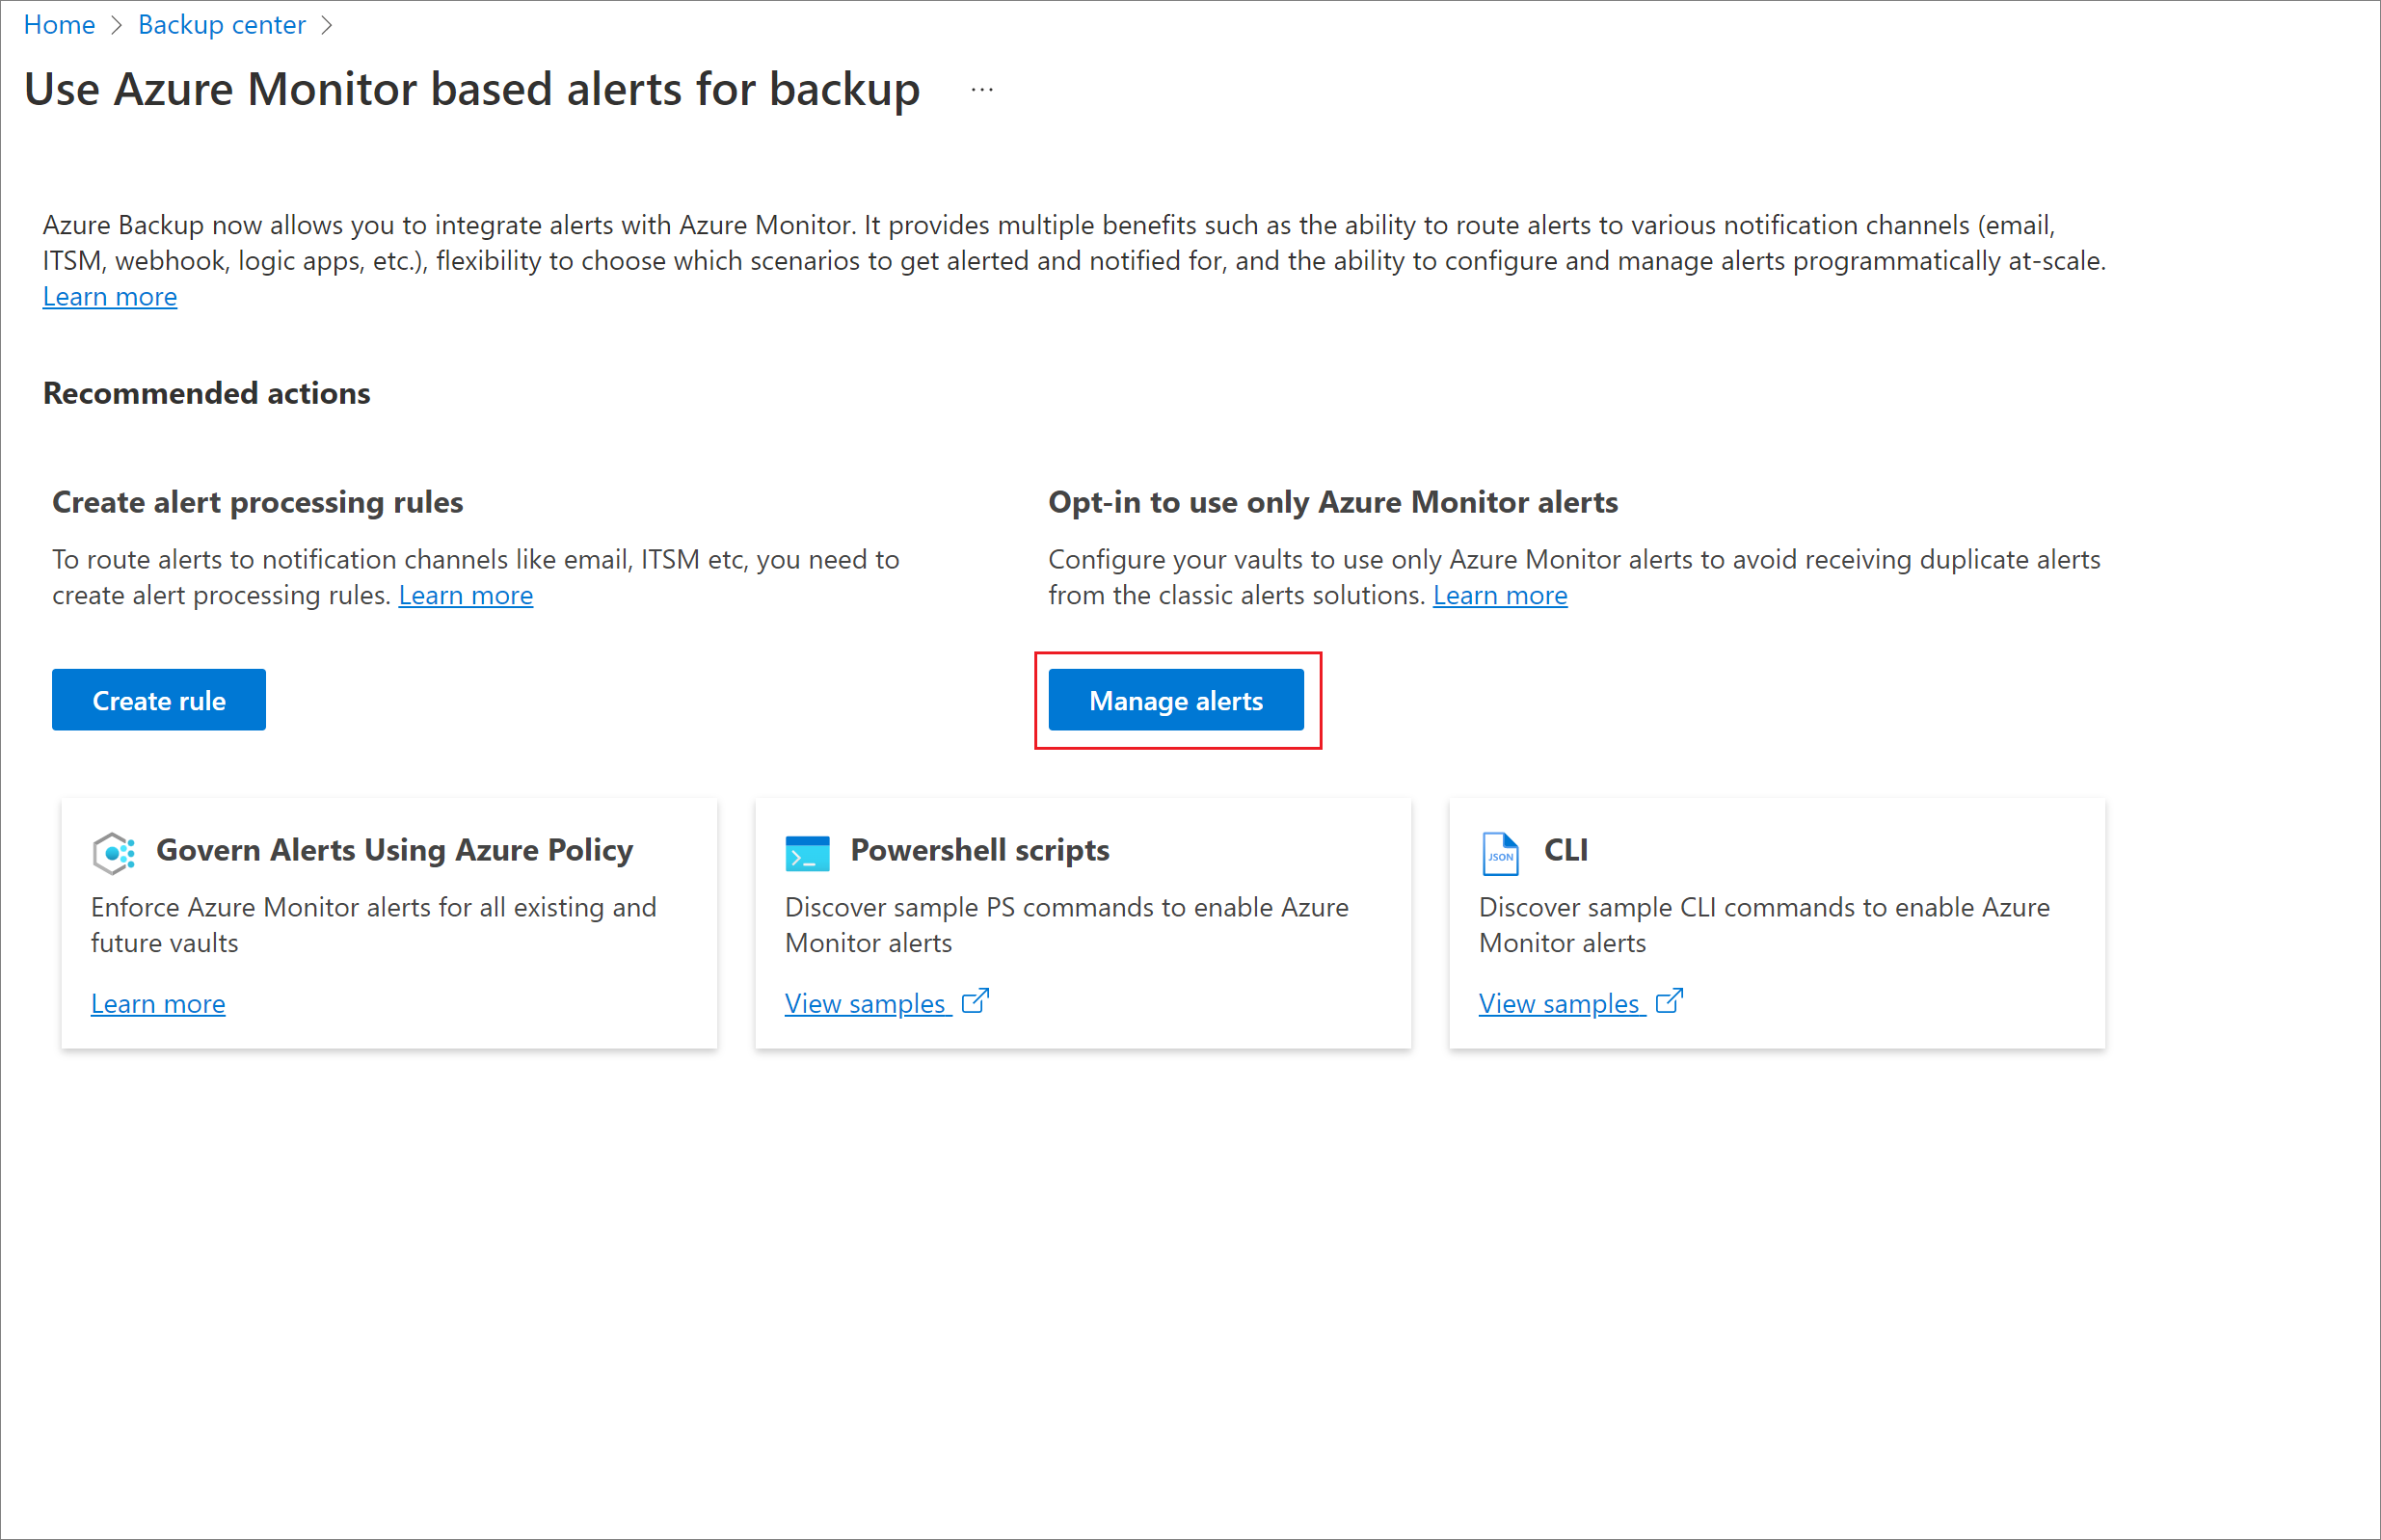 Home > Backup center >
Use Azure Monitor based alerts for backup ...
Azure Backup now allows you to integrate alerts with Azure Monitor. It provides multiple benefits such as the ability to route alerts to various notification channels (email,
ITSM, webhook, logic apps, etc.), flexibility to choose which scenarios to get alerted and notified for, and the ability to configure and manage alerts programmatically at-scale.
Learn more
Recommended actions
Create alert processing rules
To route alerts to notification channels like email, ITSM etc, you need to
create alert processing rules. Learn more
Create rule
Opt-in to use only Azure Monitor alerts
Configure your vaults to use only Azure Monitor alerts to avoid receiving duplicate alerts
from the classic alerts solutions. Learn more
Manage alerts
Govern Alerts Using Azure Policy
Enforce Azure Monitor alerts for all existing and
future vaults
Learn more
Powershell scripts
Discover sample PS commands to enable Azure
Monitor alerts
View samples
JSON
CLI
Discover sample CLI commands to enable Azure
Monitor alerts
View samples